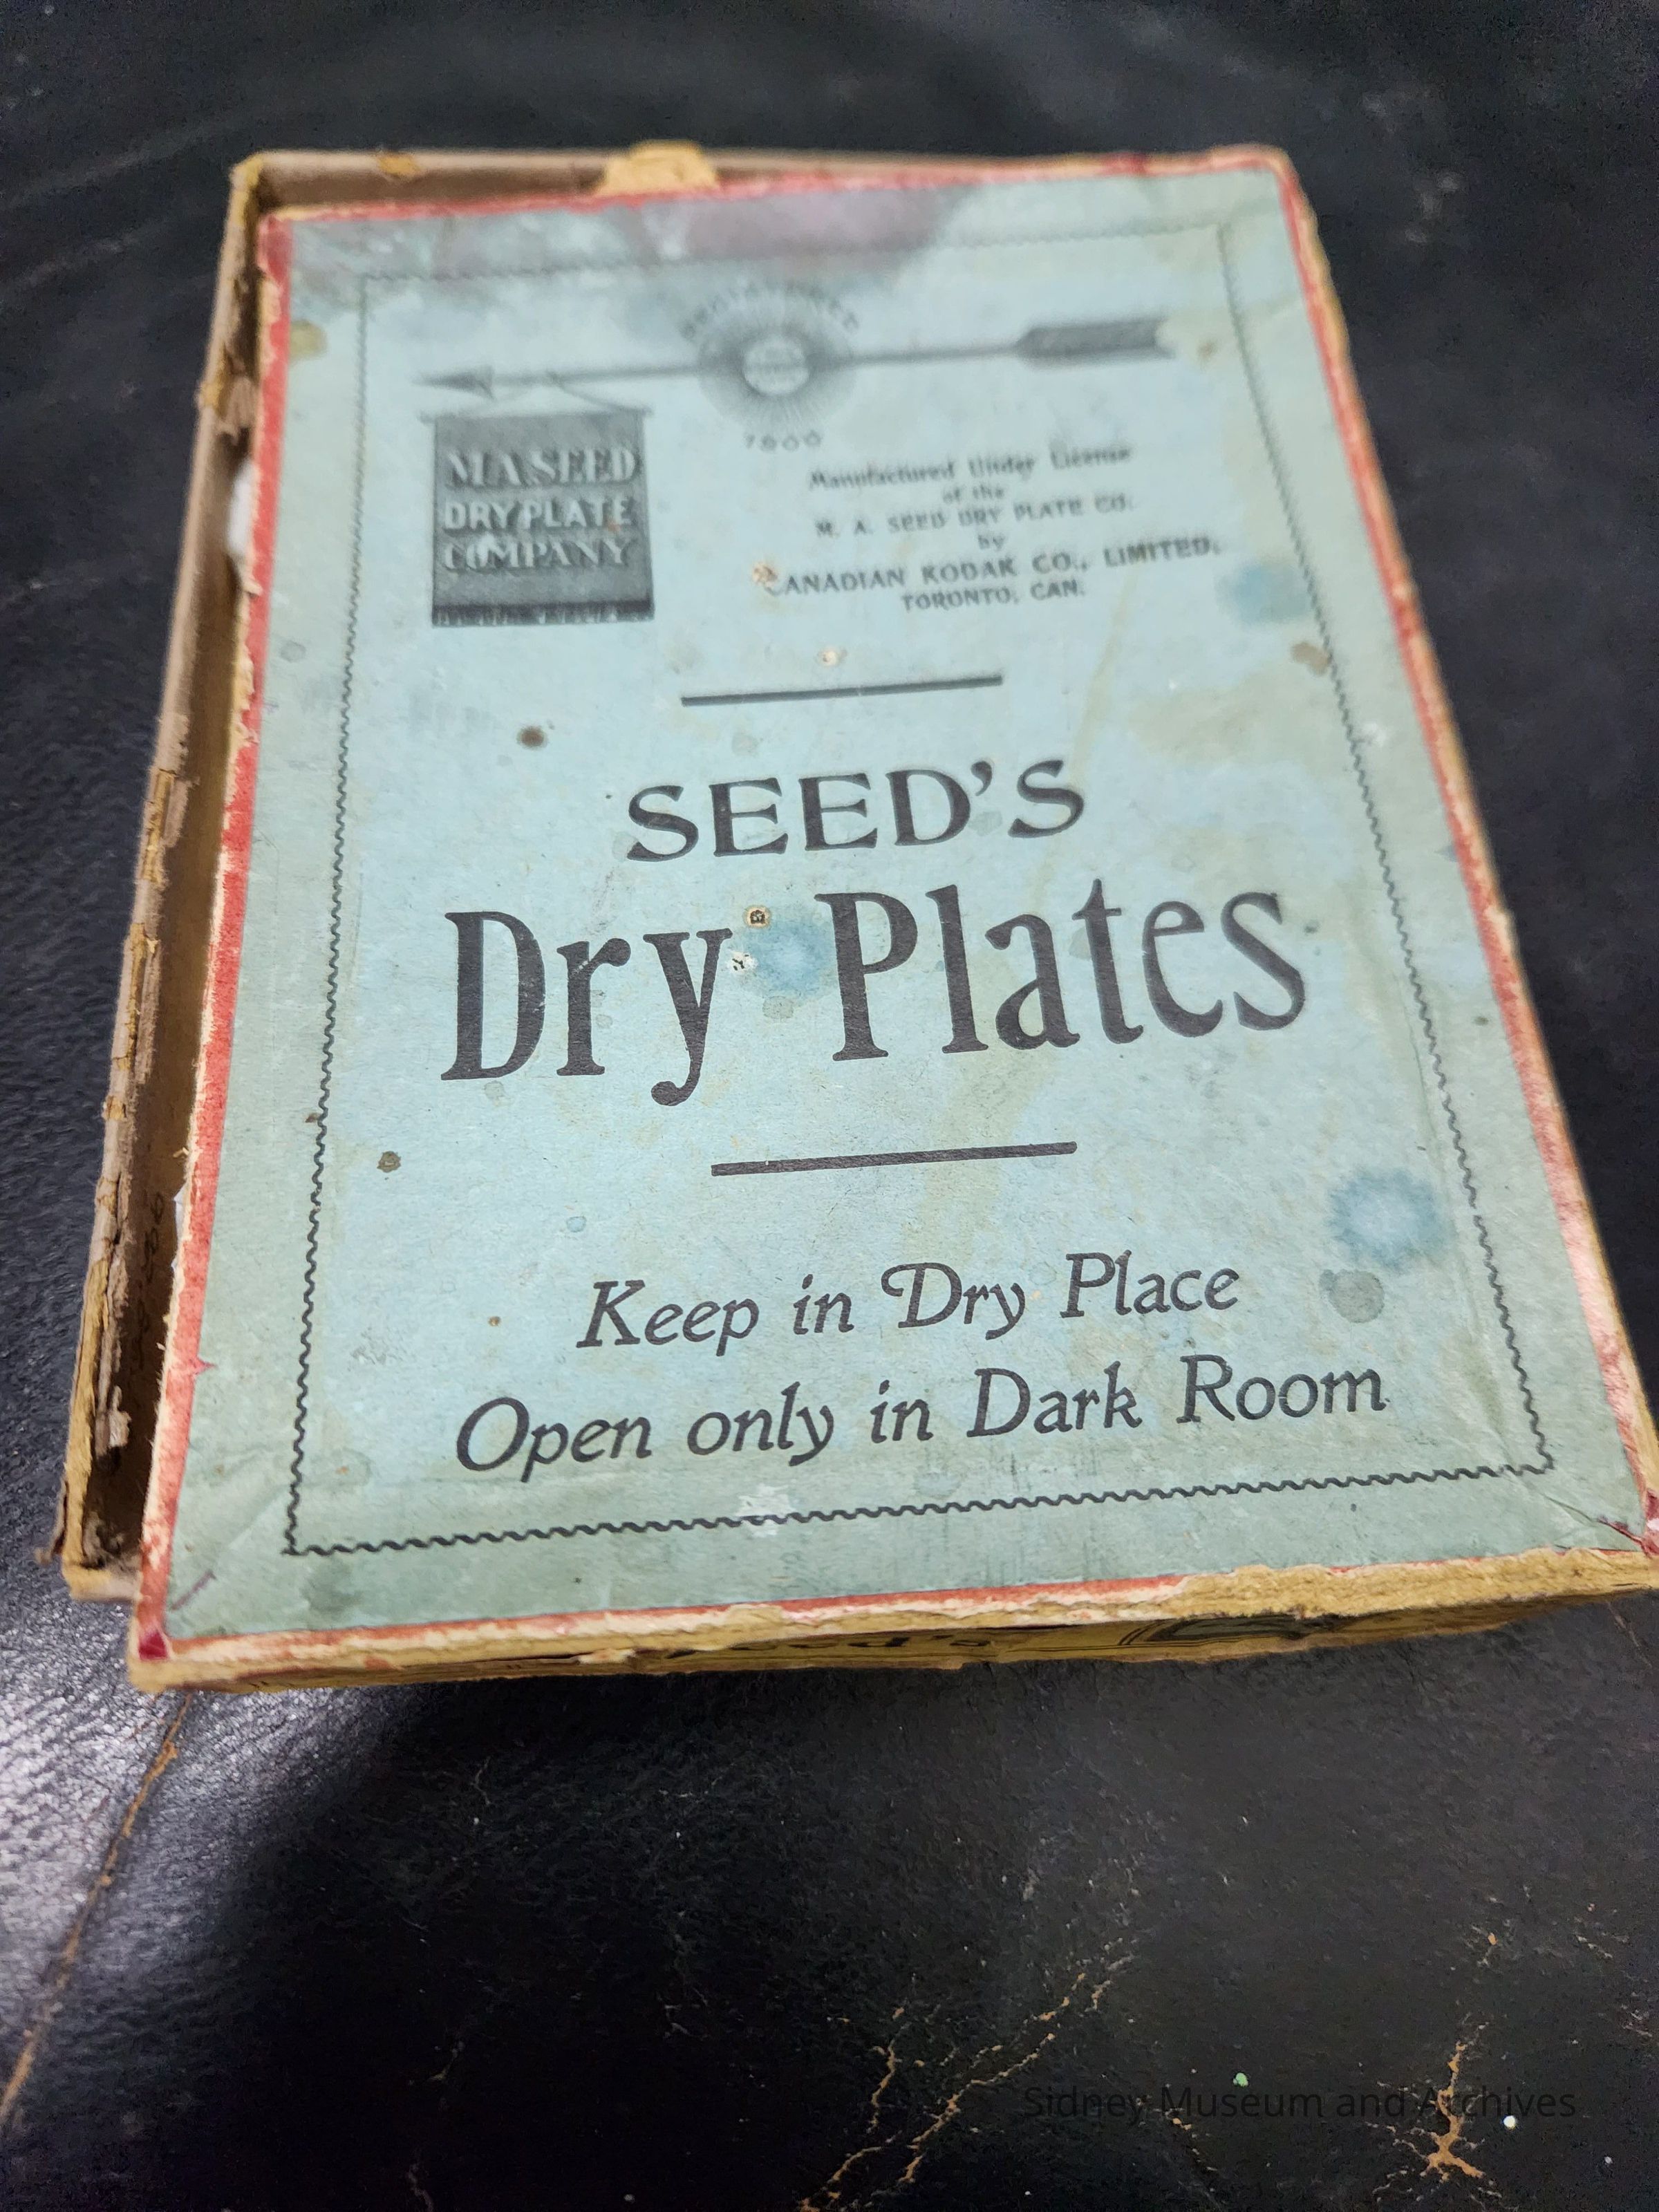 1900
M.A.SEED
DRY PLATE
COMPANY
Manufactured Under License
of the
M. A. SEED DRY PLATE CO.
by
CANADIAN KODAK CO., LIMITED.
TORONTO, CAN.
SEED'S
Dry Plates
Keep in Dry Place
Open only in Dark Room
Sidney Museum and Archives